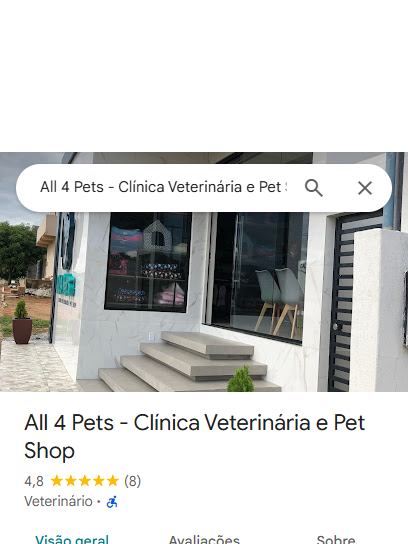 All 4 Pets - Clínica Veterinária e Pet
All 4 Pets - Clínica Veterinária e Pet
Shop
4,8 (8)
Veterinário ·
Visão geral Avaliações Sobre